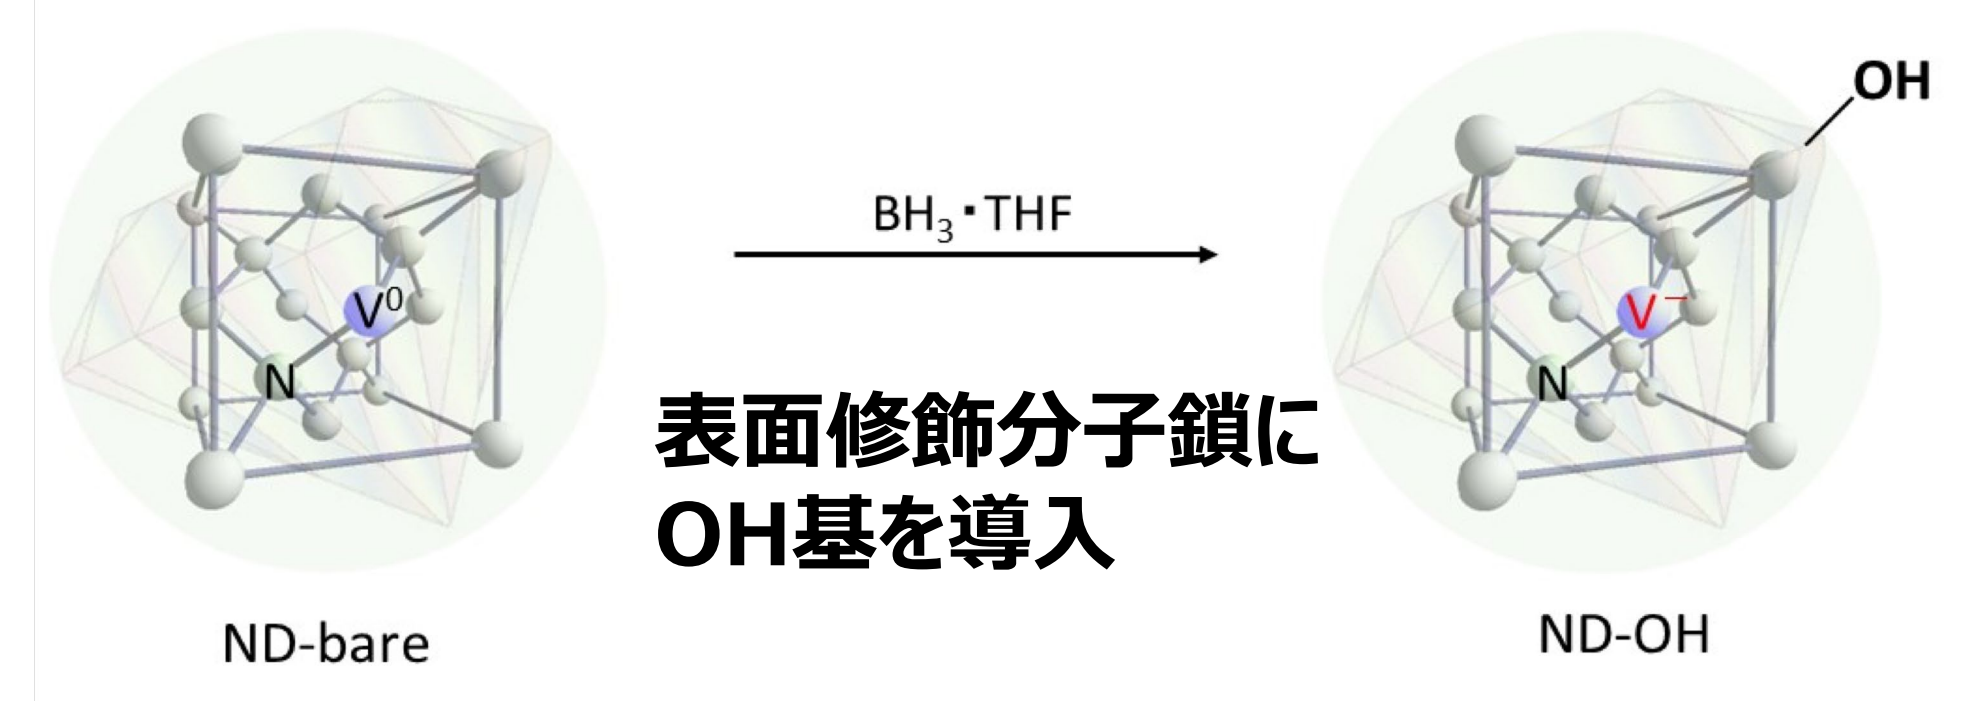 OH
BH₃・THF
V⁰
V⁻
N
N
表面修飾分子鎖に
OH基を導入
ND-bare
ND-OH